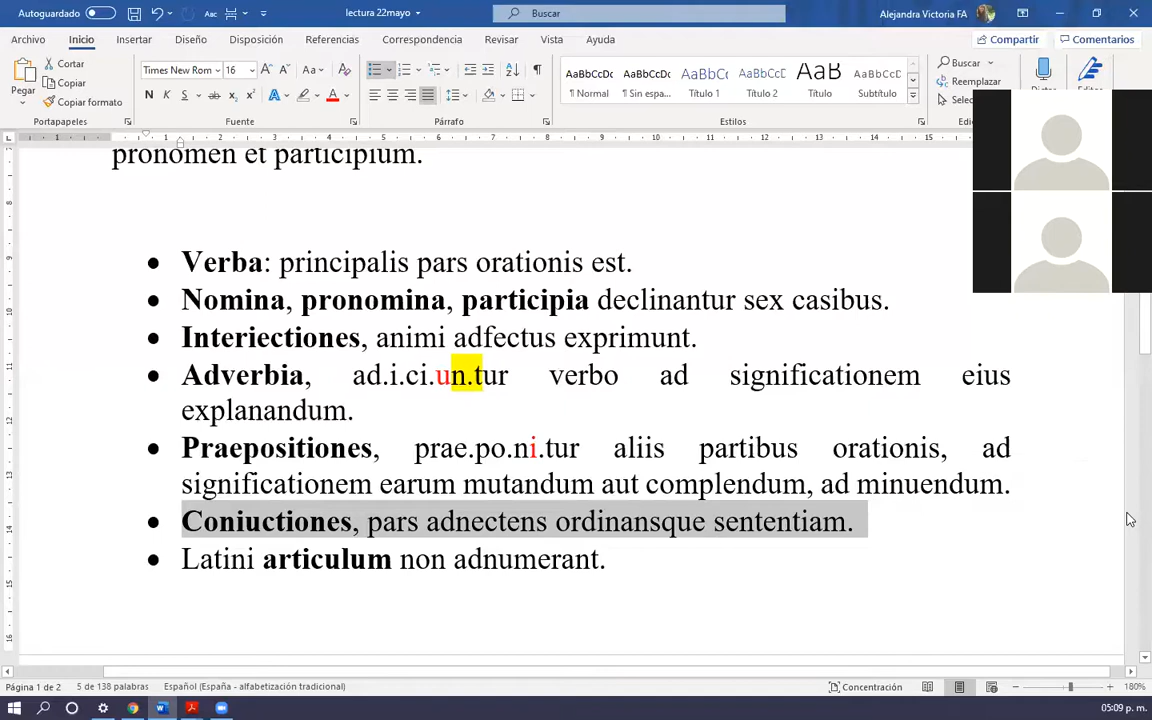 Autoguardado
lectura 22mayo
Buscar
Alejandra Victoria FA
Archivo Inicio Insertar Diseño Disposición Referencias Correspondencia Revisar Vista Ayuda
Compartir Comentarios
Pegar
Cortar
Copiar
Copiar formato
Portapapeles
Times New Rom 16
N K S
Fuente
Párrafo
AaBbCcDc AaBbCcDc AaBbCc AaBbCcD AaB AaBbCcD
¶ Normal ¶ Sin espa... Título 1 Título 2 Título Subtítulo
Estilos
Buscar
Reemplazar
pronomen et participium.
• Verba: principalis pars orationis est.
• Nomina, pronomina, participia declinantur sex casibus.
• Interiectiones, animi adfectus exprimunt.
• Adverbia, ad.i.ci.un.tur verbo ad significationem eius
explanandum.
• Praepositiones, prae.po.ni.tur aliis partibus orationis, ad
significationem earum mutandum aut complendum, ad minuendum.
• Coniuctiones, pars adnectens ordinansque sententiam.
• Latini articulum non adnumerant.
Página 1 de 2 5 de 138 palabras Español (España - alfabetización tradicional)
Concentración
180%
05:09 p. m.